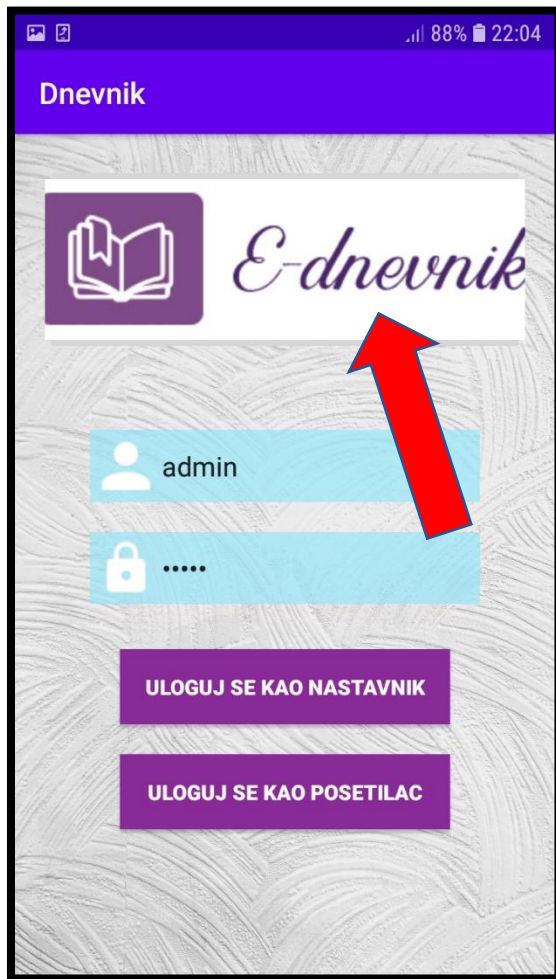 88% 22:04
Dnevnik
E-dnevnik
admin
•••••
ULOGUJ SE KAO NASTAVNIK
ULOGUJ SE KAO POSETILAC